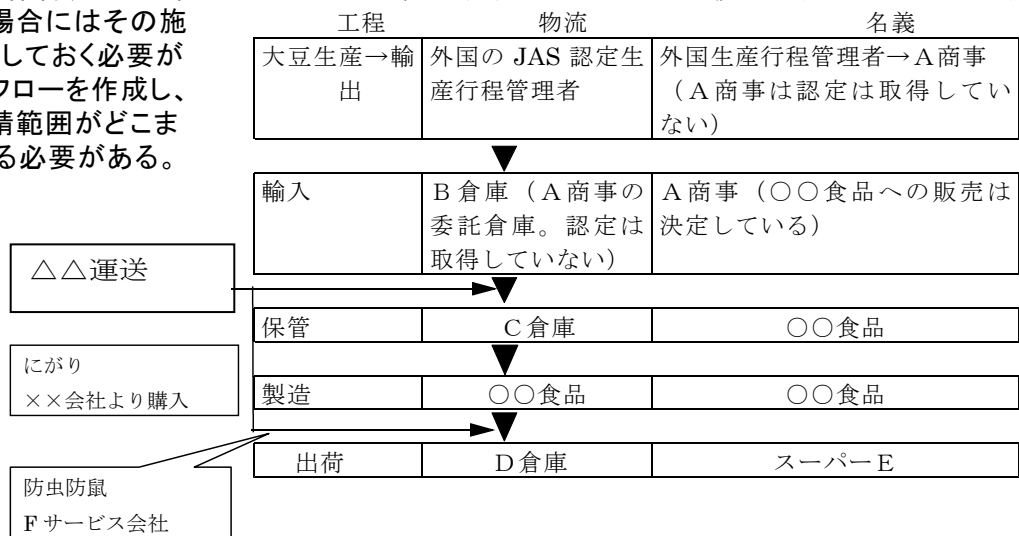 場合にはその施
しておく必要が
フローを作成し、
請範囲がどこま
る必要がある。
工程 物流 名義
大豆生産→輸出
外国の JAS 認定生
産行程管理者
外国生産行程管理者→A商事
（A商事は認定は取得してい
ない）
輸入
B倉庫（A商事の
委託倉庫。認定は
取得していない）
A商事（○○食品への販売は
決定している）
△△運送
保管 C倉庫 ○○食品
にがり
××会社より購入
製造 ○○食品 ○○食品
出荷 D倉庫 スーパーE
防虫防鼠
Fサービス会社